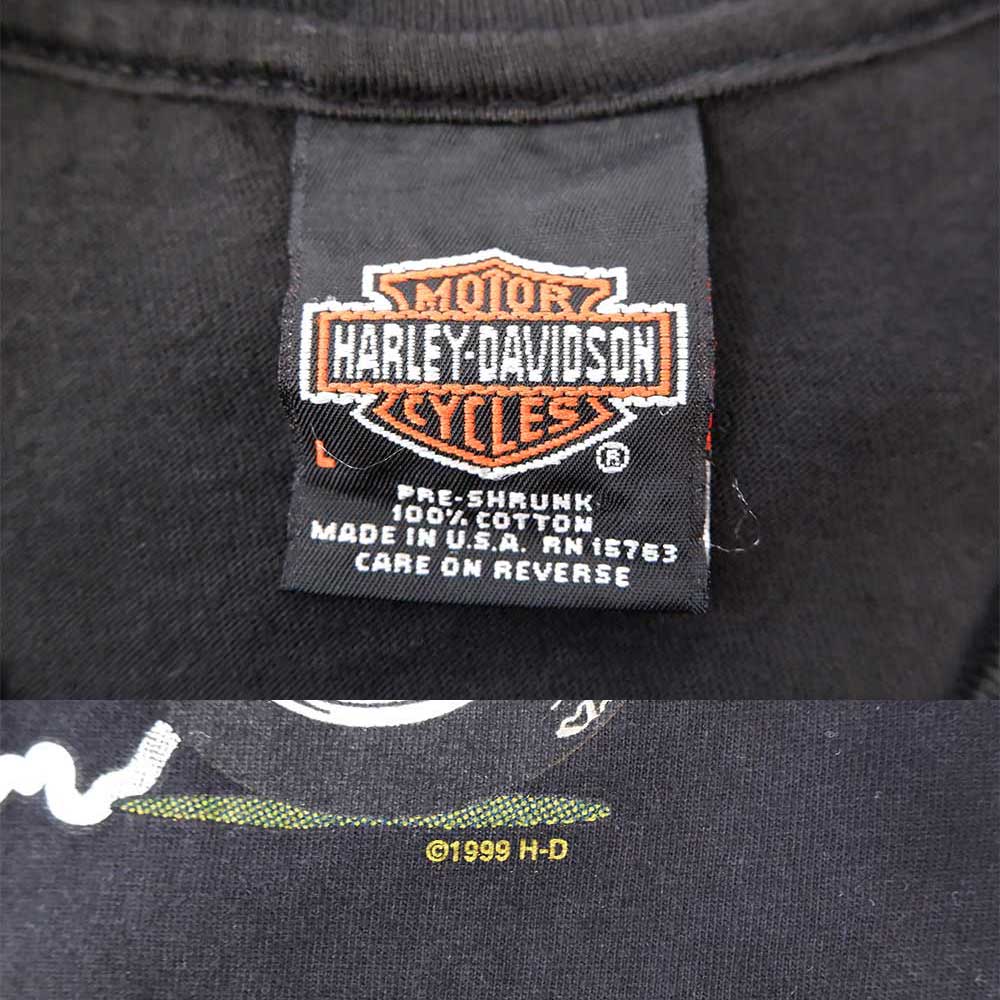 MOTOR
HARLEY-DAVIDSON
CYCLES
L ®
PRE-SHRUNK
100% COTTON
MADE IN U.S.A. RN 15763
CARE ON REVERSE
©1999 H-D